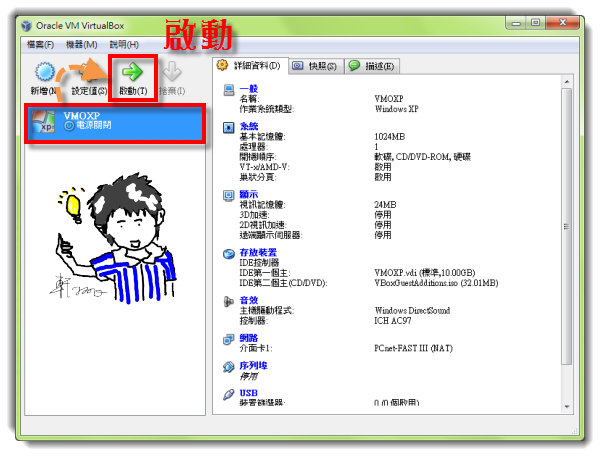 Oracle VM VirtualBox
檔案(F) 機器(M) 說明(H)
啟動
新增(N) 設定值(S) 啟動(T) 捨棄(I)
VMOXP
電源關閉
詳細資料(D) 快照(S) 描述(E)
一般
名稱: VMOXP
作業系統類型: Windows XP
系統
基本記憶體: 1024MB
處理器: 1
開機順序: 軟碟, CD/DVD-ROM, 硬碟
VT-x/AMD-V: 啟用
巢狀分頁: 啟用
顯示
視訊記憶體: 24MB
3D加速: 停用
2D視訊加速: 停用
遠端顯示伺服器: 停用
存放裝置
IDE控制器
IDE第一個主: VMOXP.vdi (標準,10.00GB)
IDE第二個主(CD/DVD): VBoxGuestAdditions.iso (32.01MB)
音效
主機驅動程式: Windows DirectSound
控制器: ICH AC97
網路
介面卡1: PCnet-FAST III (NAT)
序列埠
停用
USB
裝置篩選器: 0 (0 個啟用)